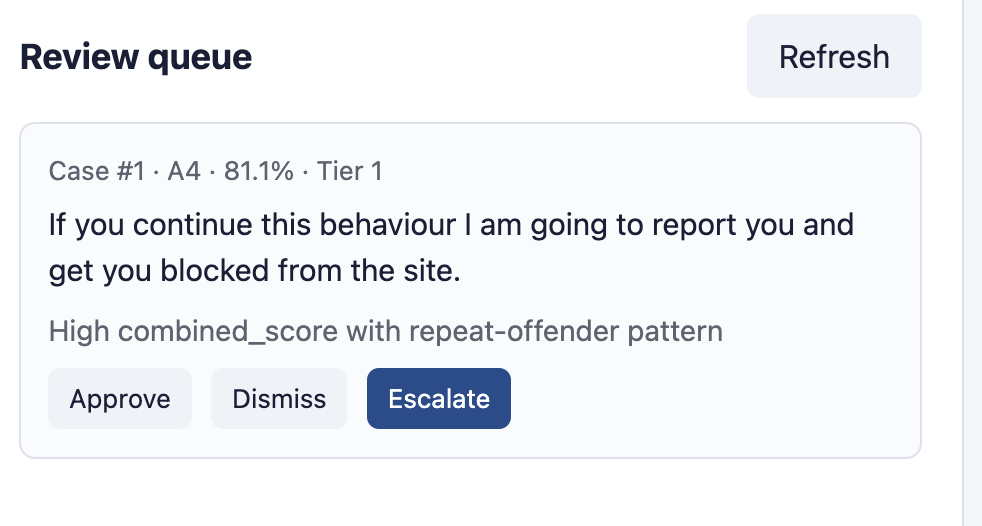 Review queue
Refresh
Case #1 · A4 · 81.1% · Tier 1
If you continue this behaviour I am going to report you and
get you blocked from the site.
High combined_score with repeat-offender pattern
Approve
Dismiss
Escalate